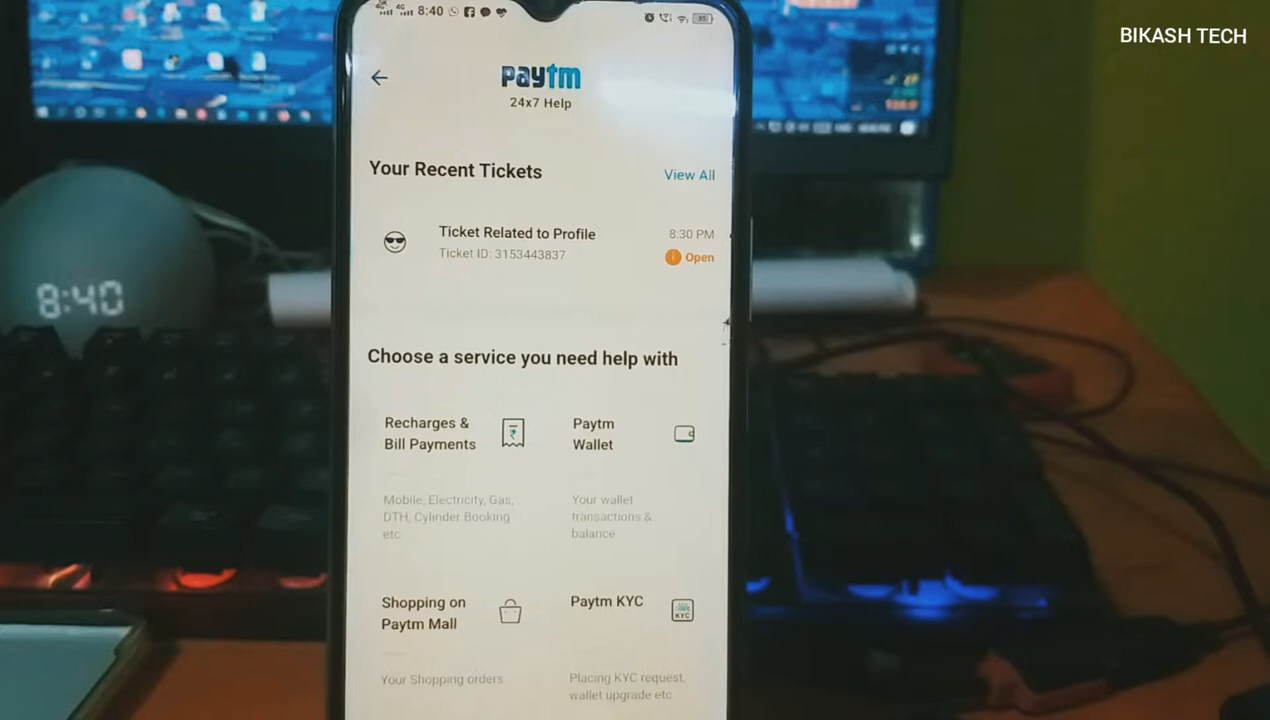 BIKASH TECH
4G 4G 8:40
paytm
24x7 Help
Your Recent Tickets
View All
Ticket Related to Profile
8:30 PM
Ticket ID: 3153443837
Open
8:40
Choose a service you need help with
Recharges &
Bill Payments
Mobile, Electricity, Gas,
DTH, Cylinder Booking
etc
Paytm
Wallet
Your wallet
transactions &
balance
Shopping on
Paytm Mall
Your Shopping orders
Paytm KYC
KYC
Placing KYC request,
wallet upgrade etc